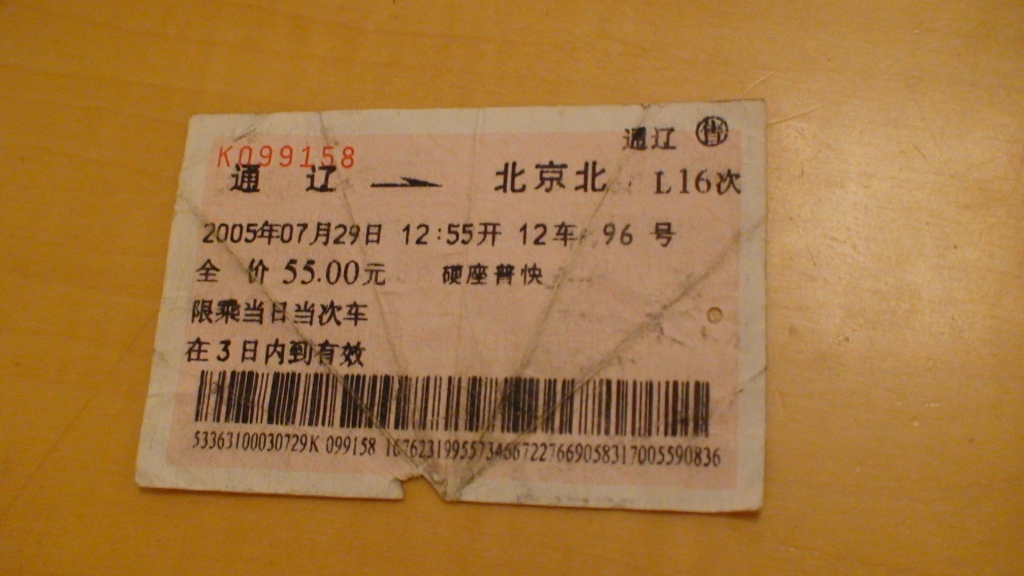 通辽 售
K099158
通 辽 → 北京北 L16次
2005年07月29日 12:55开 12车 96 号
全 价 55.00元 硬座普快
限乘当日当次车
在3日内到有效
53363100030729K 099158 16762319955734667227669058317005590836